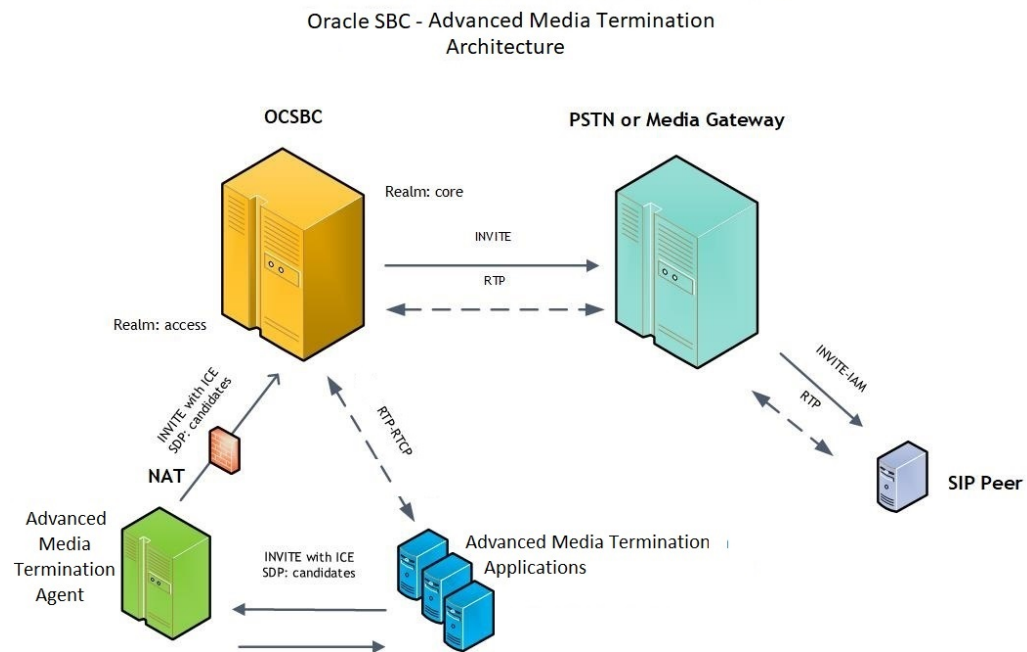 Oracle SBC - Advanced Media Termination
Architecture
OCSBC
PSTN or Media Gateway
Realm: core
INVITE
RTP
Realm: access
INVITE with ICE
SDP: candidates
RTP-RTCP
INVITE-IAM
RTP
NAT
SIP Peer
Advanced
Media
Termination
Agent
INVITE with ICE
SDP: candidates
Advanced Media Termination
Applications